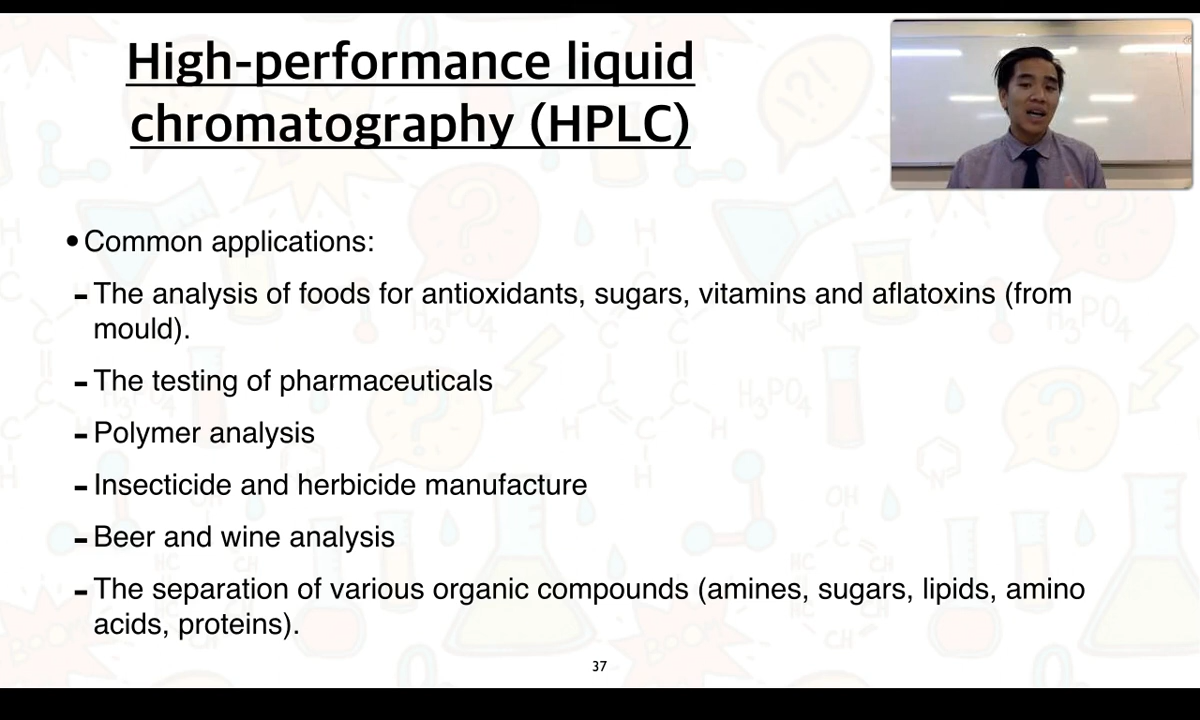 High-performance liquid
chromatography (HPLC)
• Common applications:
- The analysis of foods for antioxidants, sugars, vitamins and aflatoxins (from
mould).
- The testing of pharmaceuticals
- Polymer analysis
- Insecticide and herbicide manufacture
- Beer and wine analysis
- The separation of various organic compounds (amines, sugars, lipids, amino
acids, proteins).
37